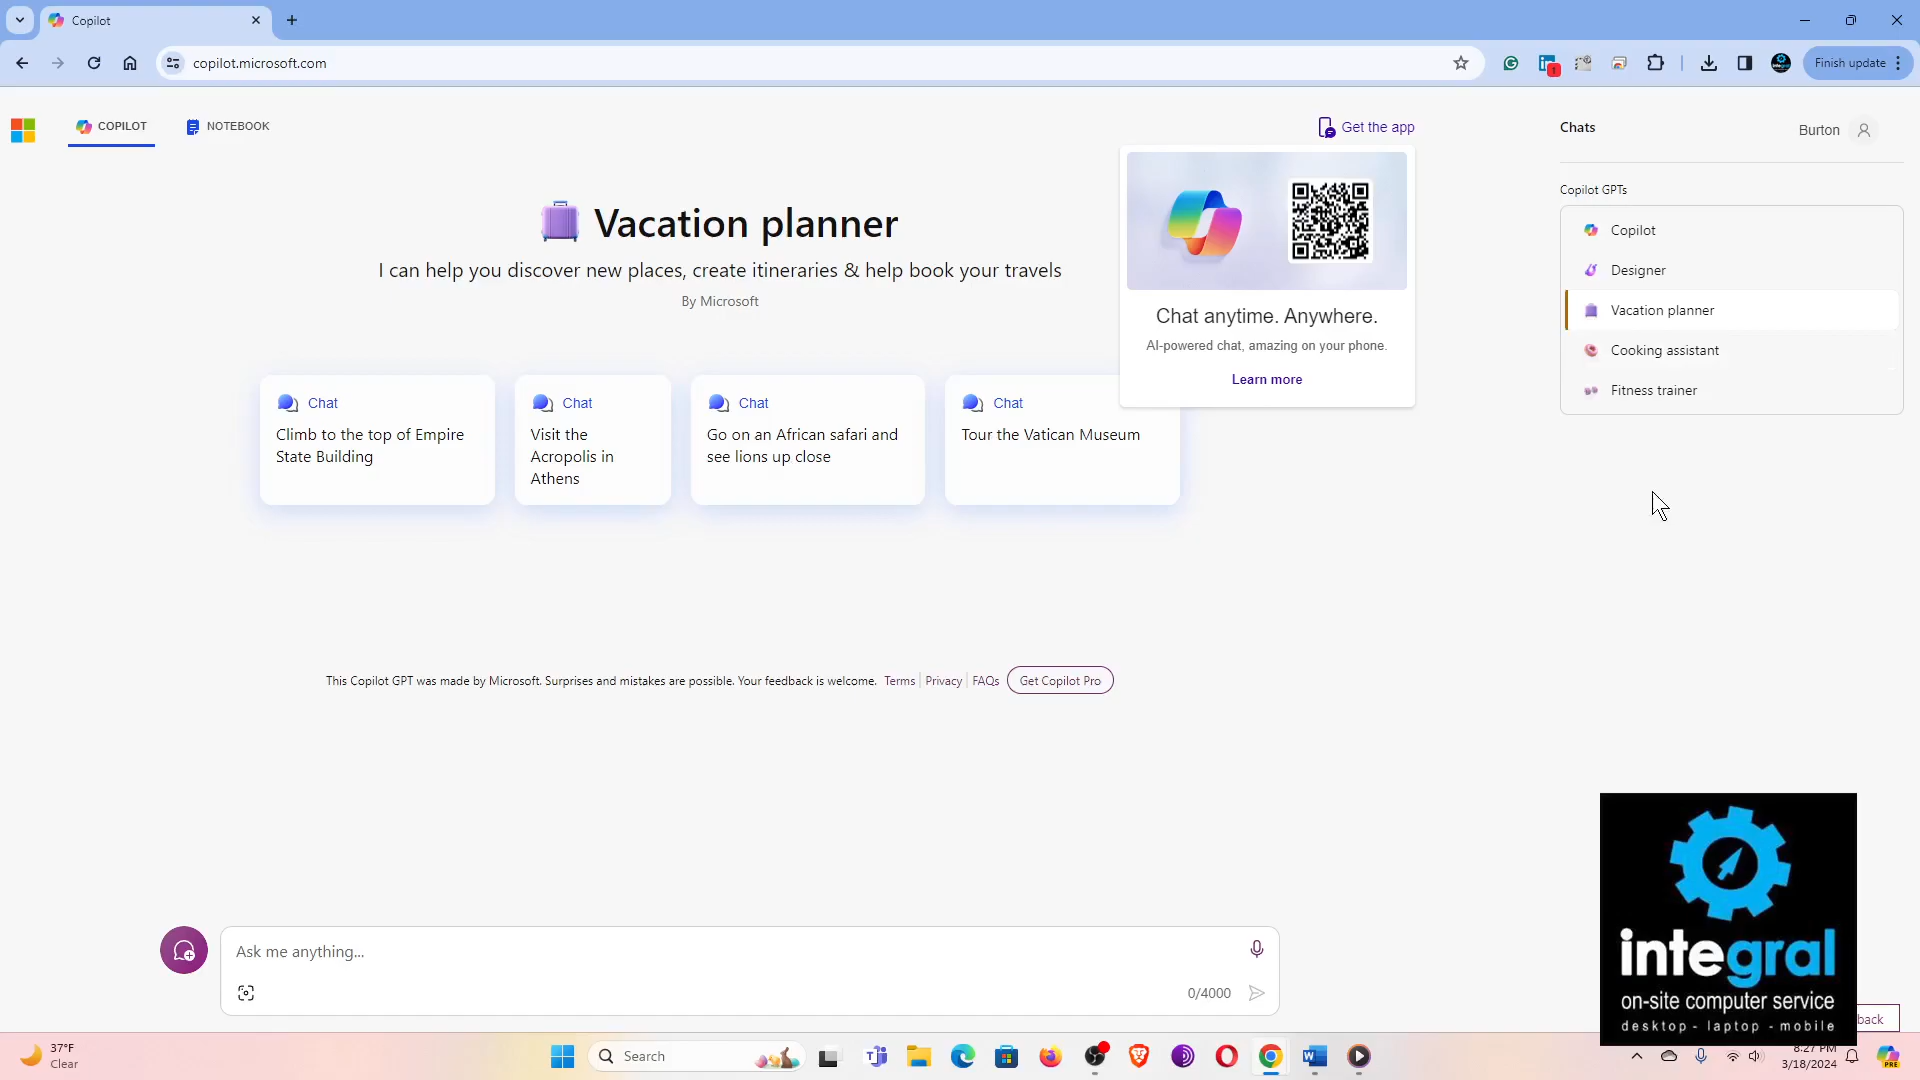 Copilot
copilot.microsoft.com
1
Finish update
COPILOT
NOTEBOOK
Get the app
Chats
Burton
Vacation planner
I can help you discover new places, create itineraries & help book your travels
By Microsoft
Chat anytime. Anywhere.
AI-powered chat, amazing on your phone.
Learn more
Copilot GPTs
Copilot
Designer
Vacation planner
Cooking assistant
Fitness trainer
Chat
Climb to the top of Empire
State Building
Chat
Visit the
Acropolis in
Athens
Chat
Go on an African safari and
see lions up close
Chat
Tour the Vatican Museum
This Copilot GPT was made by Microsoft. Surprises and mistakes are possible. Your feedback is welcome. Terms Privacy FAQs Get Copilot Pro
Ask me anything...
0/4000
integral
on-site computer service
desktop - laptop - mobile
back
37°F
Clear
Search
8:27 PM
3/18/2024
PRE